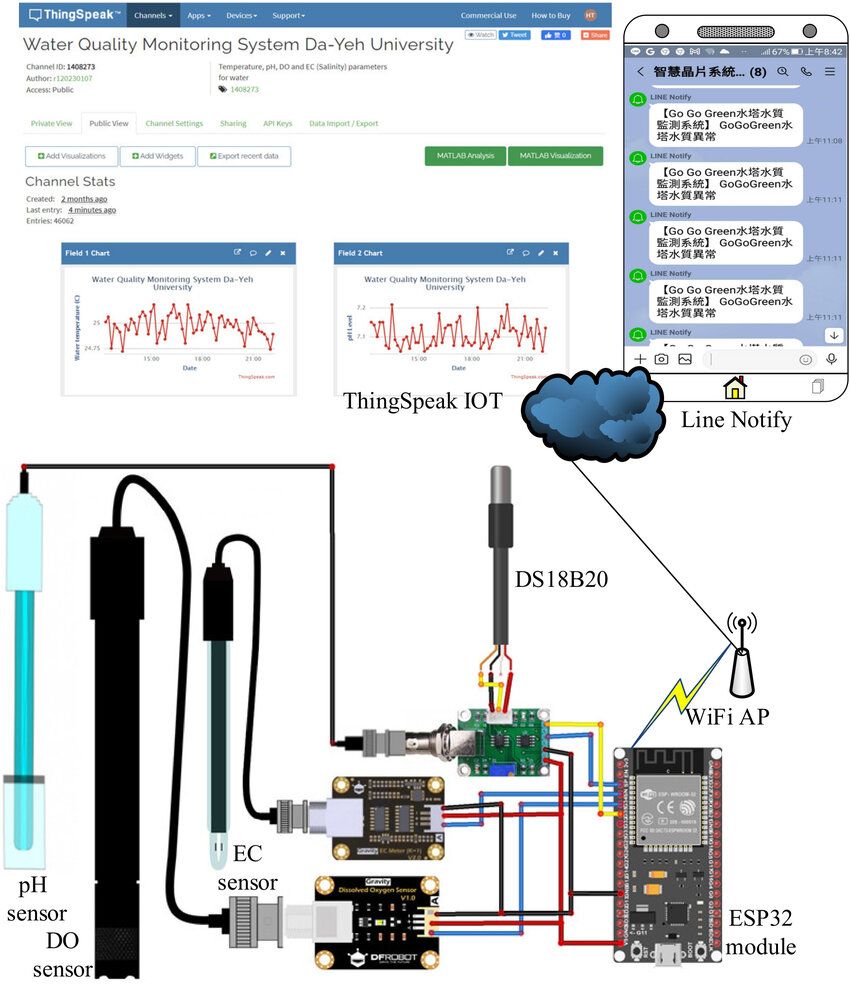 ThingSpeak™
Channels
Apps
Devices
Support
Commercial Use
How to Buy
HT
Water Quality Monitoring System Da-Yeh University
Watch
Tweet
讚 0
Share
Channel ID: 1408273
Author: r120230107
Access: Public
Temperature, pH, DO and EC (Salinity) parameters
for water
1408273
Private View
Public View
Channel Settings
Sharing
API Keys
Data Import / Export
Add Visualizations
Add Widgets
Export recent data
MATLAB Analysis
MATLAB Visualization
Channel Stats
Created: 2 months ago
Last entry: 4 minutes ago
Entries: 46062
Field 1 Chart
Water Quality Monitoring System Da-Yeh
University
Water temperature (C)
25
24.75
15:00
18:00
21:00
Date
ThingSpeak.com
Field 2 Chart
Water Quality Monitoring System Da-Yeh
University
pH Level
7.2
7.1
15:00
18:00
21:00
Date
ThingSpeak.com
67%
上午8:42
智慧晶片系統... (8)
LINE Notify
【Go Go Green水塔水質
監測系統】 GoGoGreen水
塔水質異常
上午11:08
LINE Notify
【Go Go Green水塔水質
監測系統】 GoGoGreen水
塔水質異常
上午11:11
LINE Notify
【Go Go Green水塔水質
監測系統】 GoGoGreen水
塔水質異常
上午11:11
LINE Notify
【Go Go Green水塔水質
監測系統】 GoGoGreen水
塔水質異常
上午11:11
LINE Notify
ThingSpeak IOT
Line Notify
DS18B20
WiFi AP
pH
sensor
DO
sensor
EC
sensor
Gravity
EC Meter (K=1)
V2.0
A
Gravity
Dissolved Oxygen Sensor
V1.0
A
DFROBOT
DRIVE THE FUTURE
WiFi
ESP-WROOM-32
CE
BOOT
ESP32
module